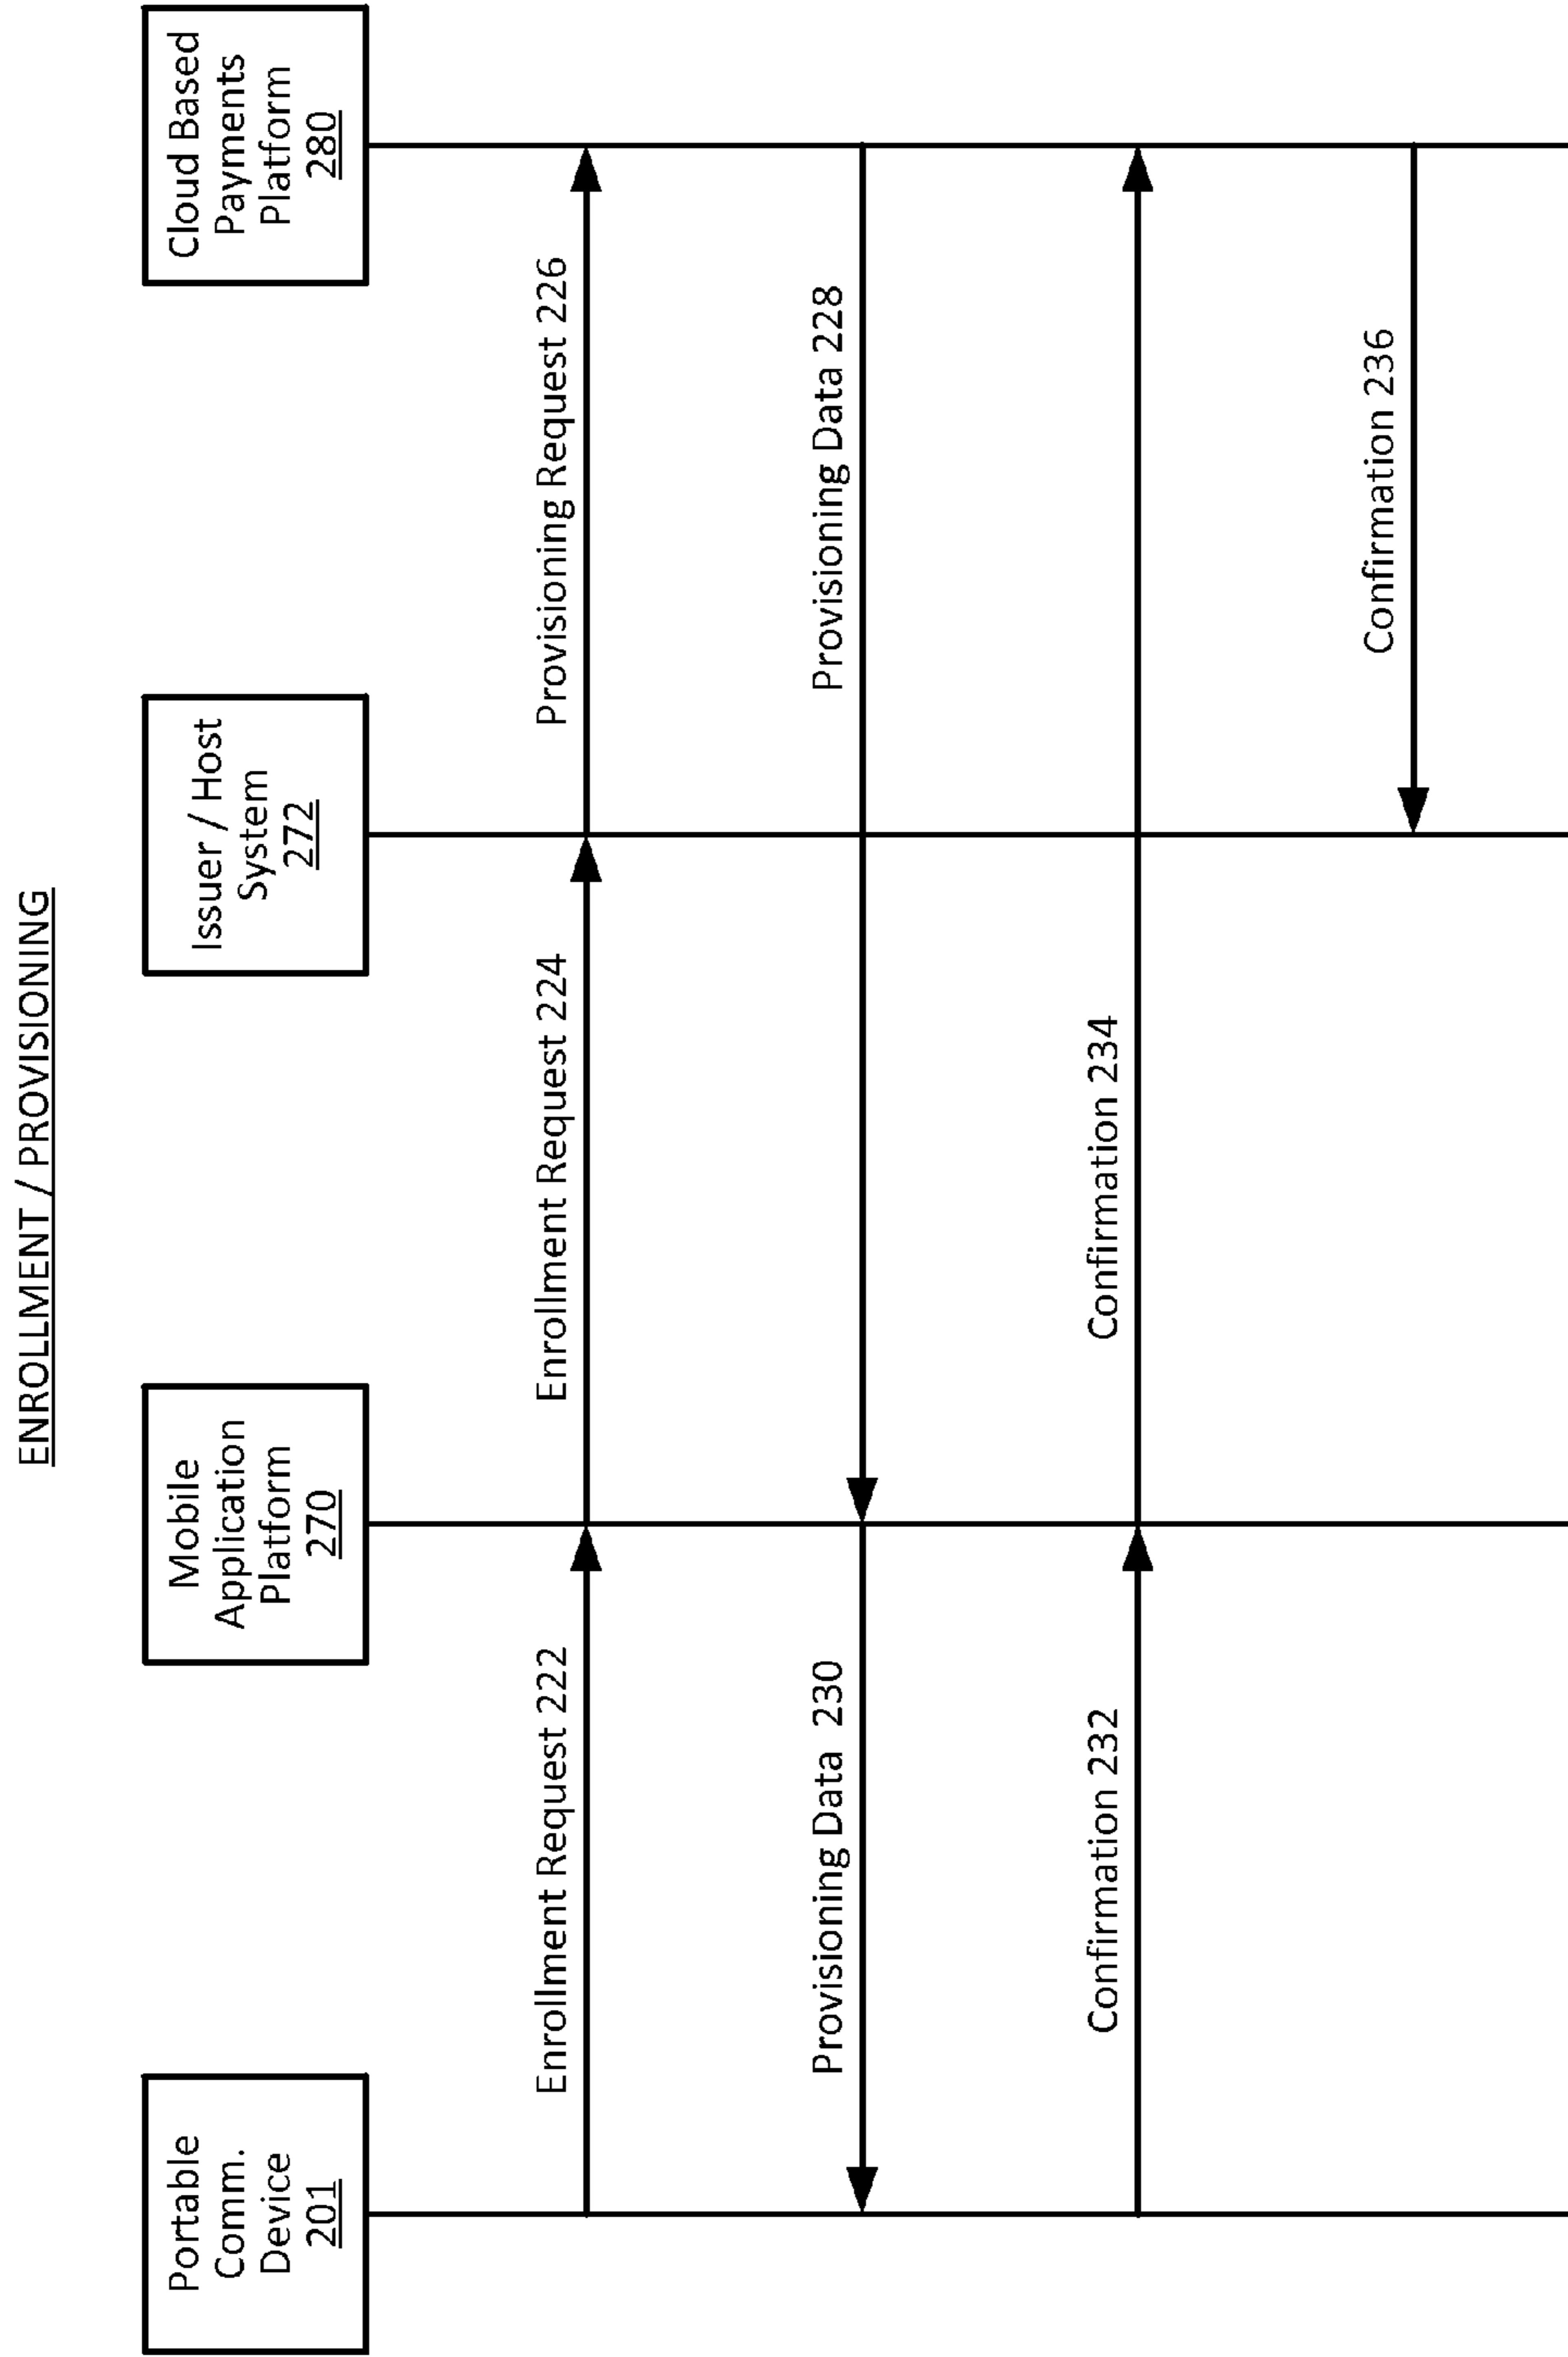 ENROLLMENT / PROVISIONING
Portable
Comm.
Device
201
Mobile
Application
Platform
270
Issuer / Host
System
272
Cloud Based
Payments
Platform
280
Enrollment Request 222
Enrollment Request 224
Provisioning Request 226
Provisioning Data 230
Provisioning Data 228
Confirmation 232
Confirmation 234
Confirmation 236